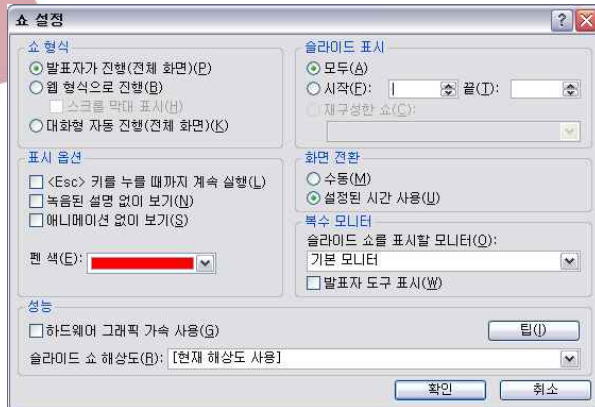 쇼 설정
쇼 형식
발표자가 진행(전체 화면)(P)
웹 형식으로 진행(B)
스크롤 막대 표시(H)
대화형 자동 진행(전체 화면)(K)
슬라이드 표시
모두(A)
시작(F): 끝(T):
재구성한 쇼(C):
표시 옵션
<Esc> 키를 누를 때까지 계속 실행(L)
녹음된 설명 없이 보기(N)
애니메이션 없이 보기(S)
펜 색(E):
화면 전환
수동(M)
설정된 시간 사용(U)
복수 모니터
슬라이드 쇼를 표시할 모니터(O):
기본 모니터
발표자 도구 표시(W)
성능
하드웨어 그래픽 가속 사용(G) 팁(I)
슬라이드 쇼 해상도(R): [현재 해상도 사용]
확인 취소